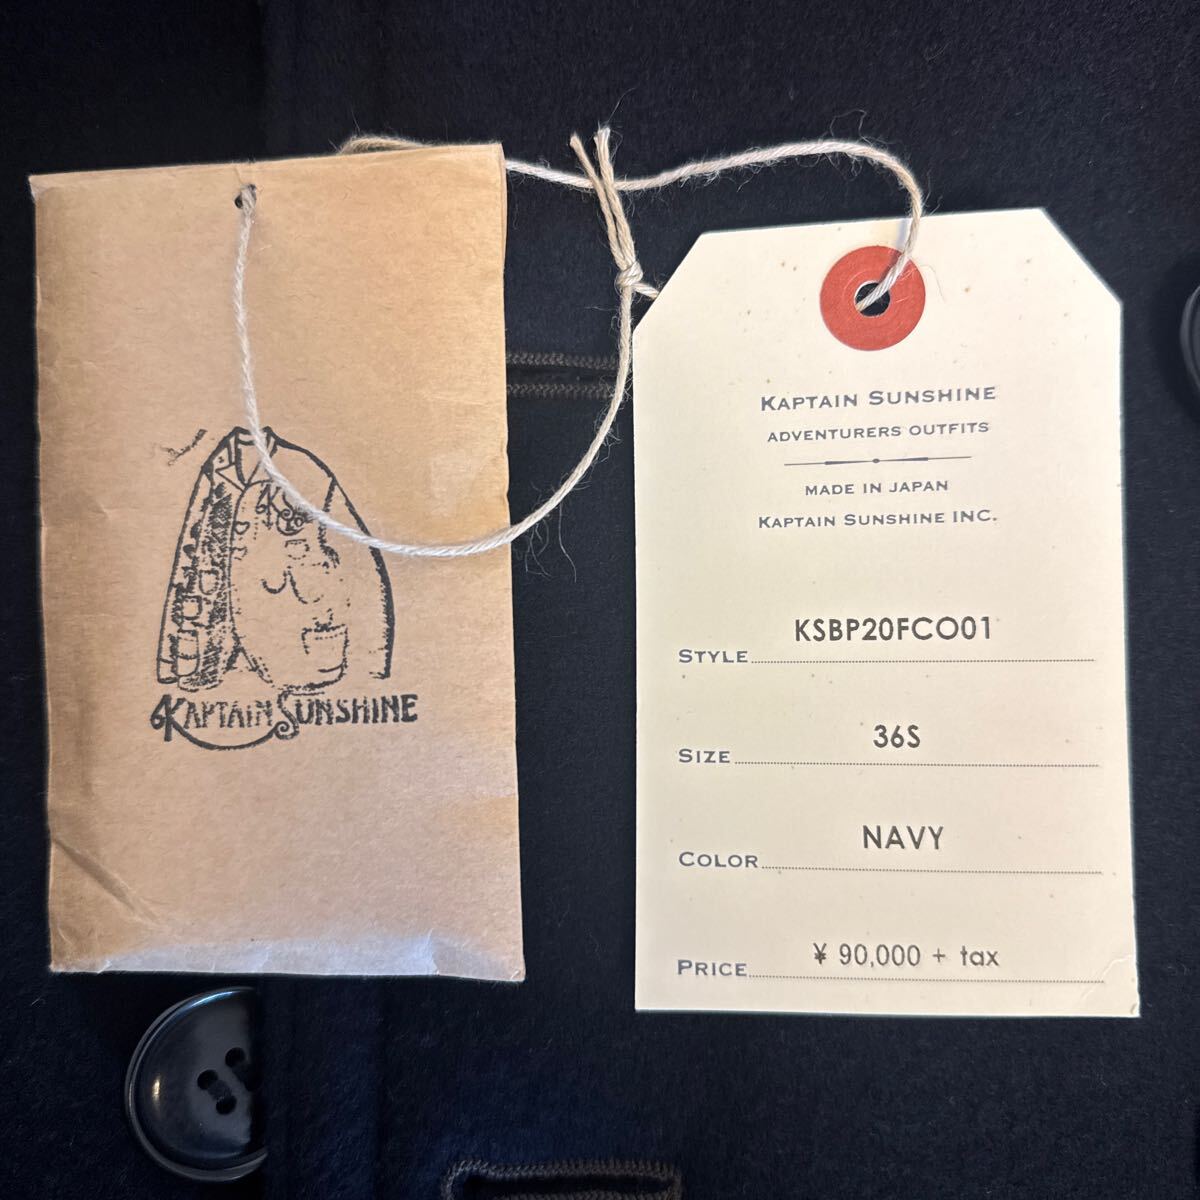 KAPTAIN SUNSHINE
KAPTAIN SUNSHINE
ADVENTURERS OUTFITS
MADE IN JAPAN
KAPTAIN SUNSHINE INC.
STYLE KSBP20FCO01
SIZE 36S
COLOR NAVY
PRICE ¥ 90,000 + tax